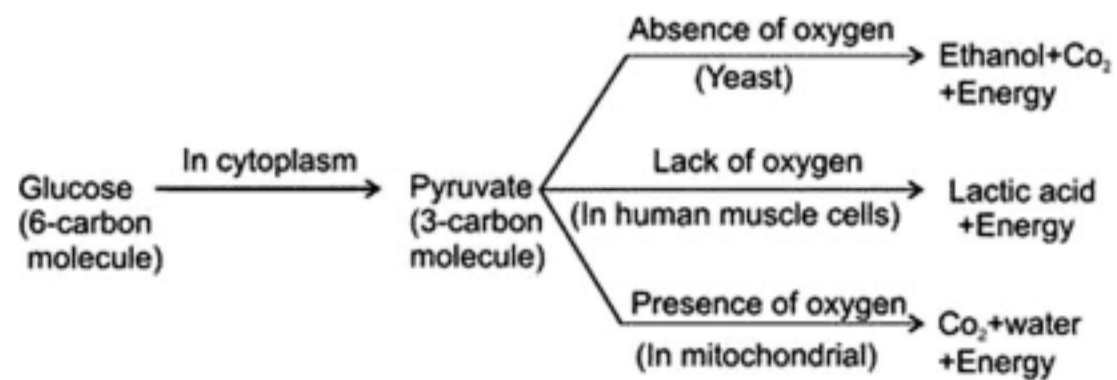 Absence of oxygen
(Yeast)
Ethanol+Co₂
+Energy
In cytoplasm
Glucose
(6-carbon
molecule)
Pyruvate
(3-carbon
molecule)
Lack of oxygen
(In human muscle cells)
Lactic acid
+Energy
Presence of oxygen
(In mitochondrial)
Co₂+water
+Energy